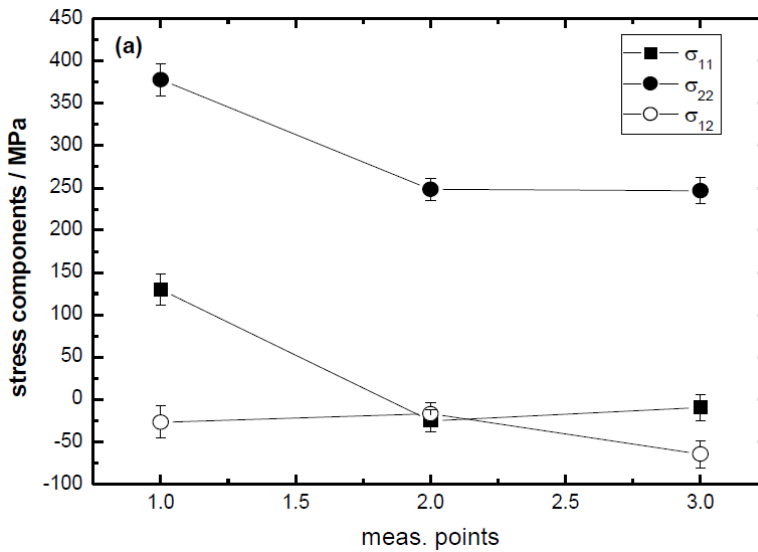 (a)
σ₁₁
σ₂₂
σ₁₂
stress components / MPa
450
400
350
300
250
200
150
100
50
0
-50
-100
1.0 1.5 2.0 2.5 3.0
meas. points